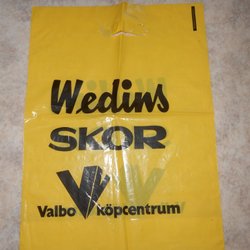 Wedins
SKOR
Valbo köpcentrum